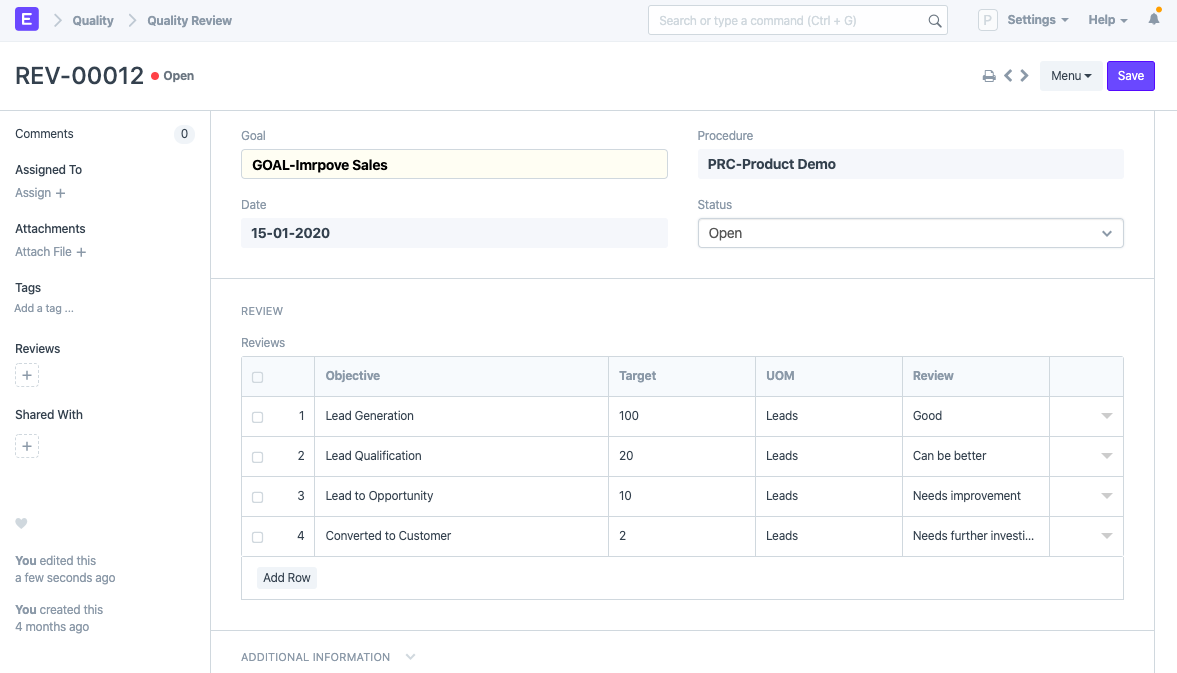 E Quality Quality Review Search or type a command (Ctrl + G) P Settings Help
REV-00012 Open Menu Save
Comments 0
Assigned To
Assign +
Attachments
Attach File +
Tags
Add a tag ...
Reviews
+
Shared With
+
You edited this
a few seconds ago
You created this
4 months ago
Goal Procedure
GOAL-Imrpove Sales PRC-Product Demo
Date Status
15-01-2020 Open
REVIEW
Reviews
Objective Target UOM Review
1 Lead Generation 100 Leads Good
2 Lead Qualification 20 Leads Can be better
3 Lead to Opportunity 10 Leads Needs improvement
4 Converted to Customer 2 Leads Needs further investi...
Add Row
ADDITIONAL INFORMATION